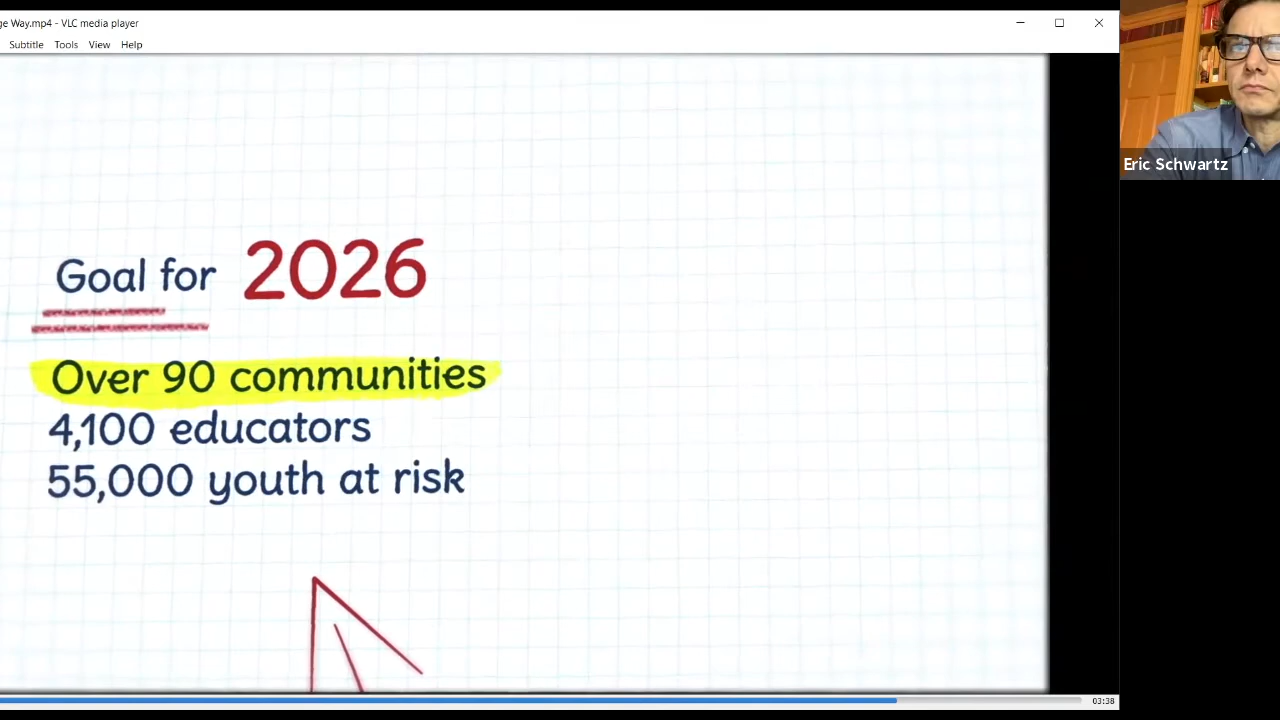 ge Way.mp4 - VLC media player
Subtitle Tools View Help
Goal for 2026
Over 90 communities
4,100 educators
55,000 youth at risk
Eric Schwartz
03:38